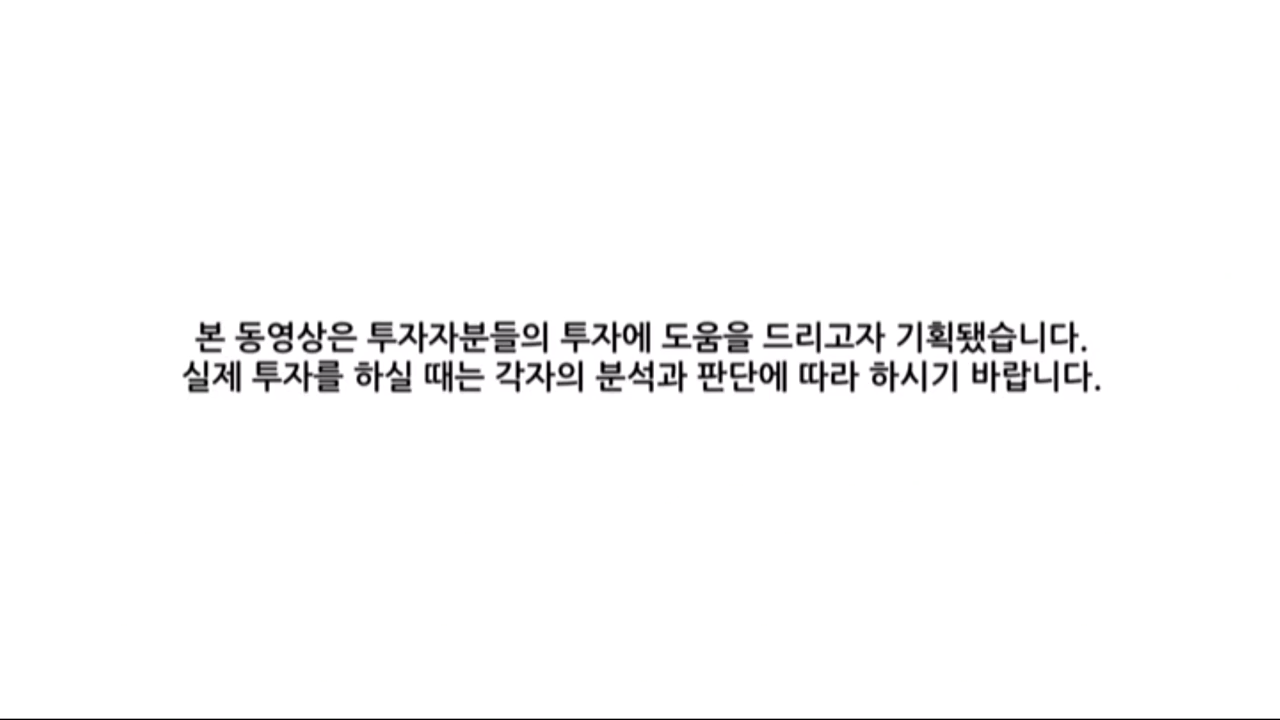 본 동영상은 투자자분들의 투자에 도움을 드리고자 기획됐습니다.
실제 투자를 하실 때는 각자의 분석과 판단에 따라 하시기 바랍니다.